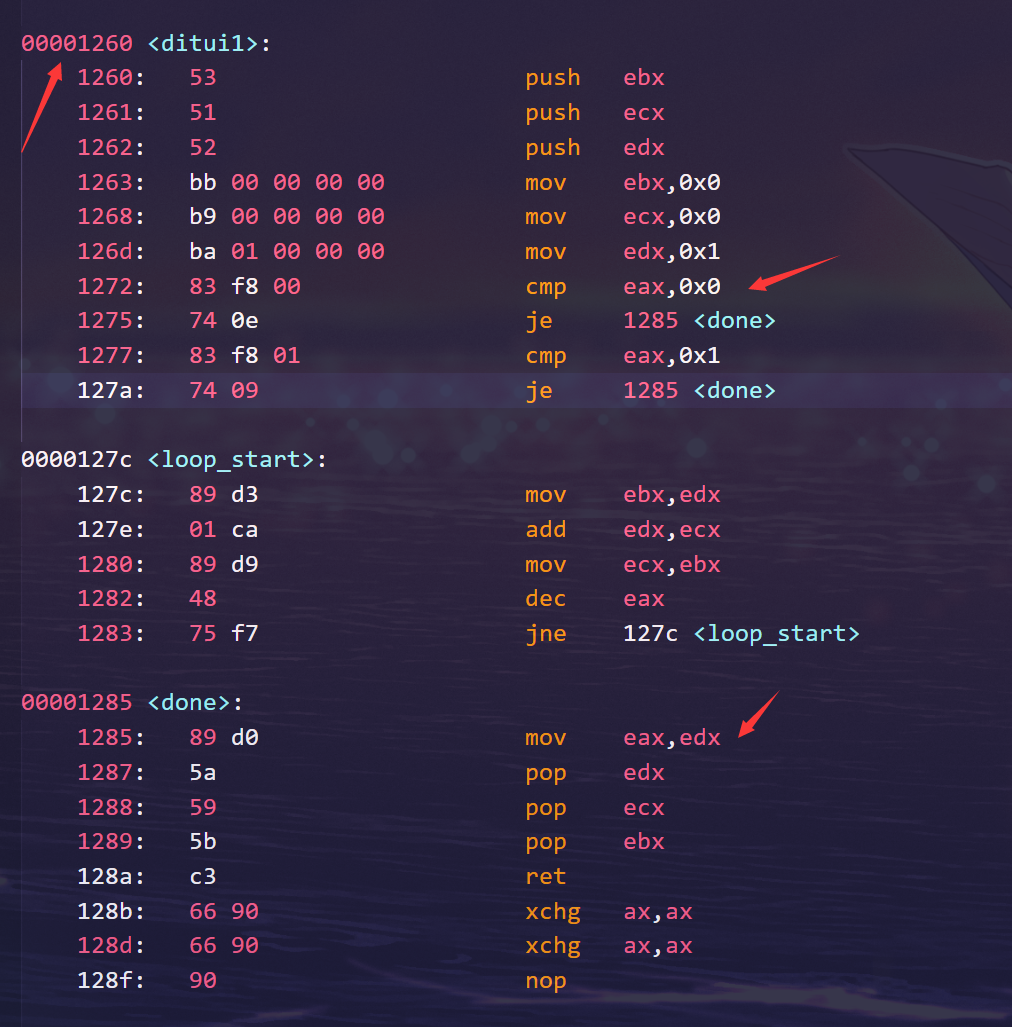 00001260 <ditui1>:
1260: 53 push ebx
1261: 51 push ecx
1262: 52 push edx
1263: bb 00 00 00 00 mov ebx,0x0
1268: b9 00 00 00 00 mov ecx,0x0
126d: ba 01 00 00 00 mov edx,0x1
1272: 83 f8 00 cmp eax,0x0
1275: 74 0e je 1285 <done>
1277: 83 f8 01 cmp eax,0x1
127a: 74 09 je 1285 <done>
0000127c <loop_start>:
127c: 89 d3 mov ebx,edx
127e: 01 ca add edx,ecx
1280: 89 d9 mov ecx,ebx
1282: 48 dec eax
1283: 75 f7 jne 127c <loop_start>
00001285 <done>:
1285: 89 d0 mov eax,edx
1287: 5a pop edx
1288: 59 pop ecx
1289: 5b pop ebx
128a: c3 ret
128b: 66 90 xchg ax,ax
128d: 66 90 xchg ax,ax
128f: 90 nop